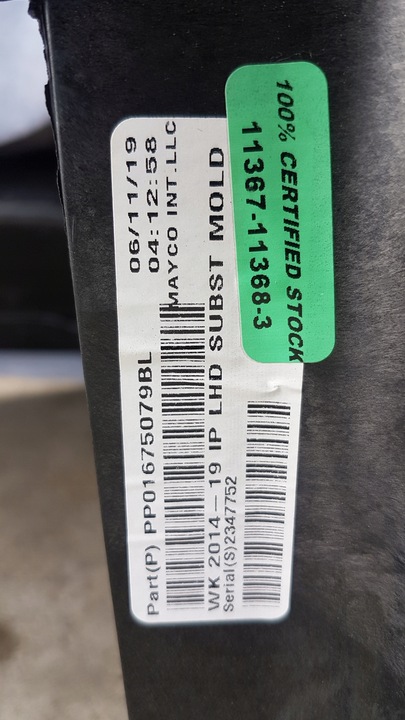 06/11/19
04:12:58
MAYCO INT.LLC
Part(P) PP01675079BL
WK 2014-19 IP LHD SUBST MOLD
Serial(S)2347752
100% CERTIFIED STOCK
11367-11368-3